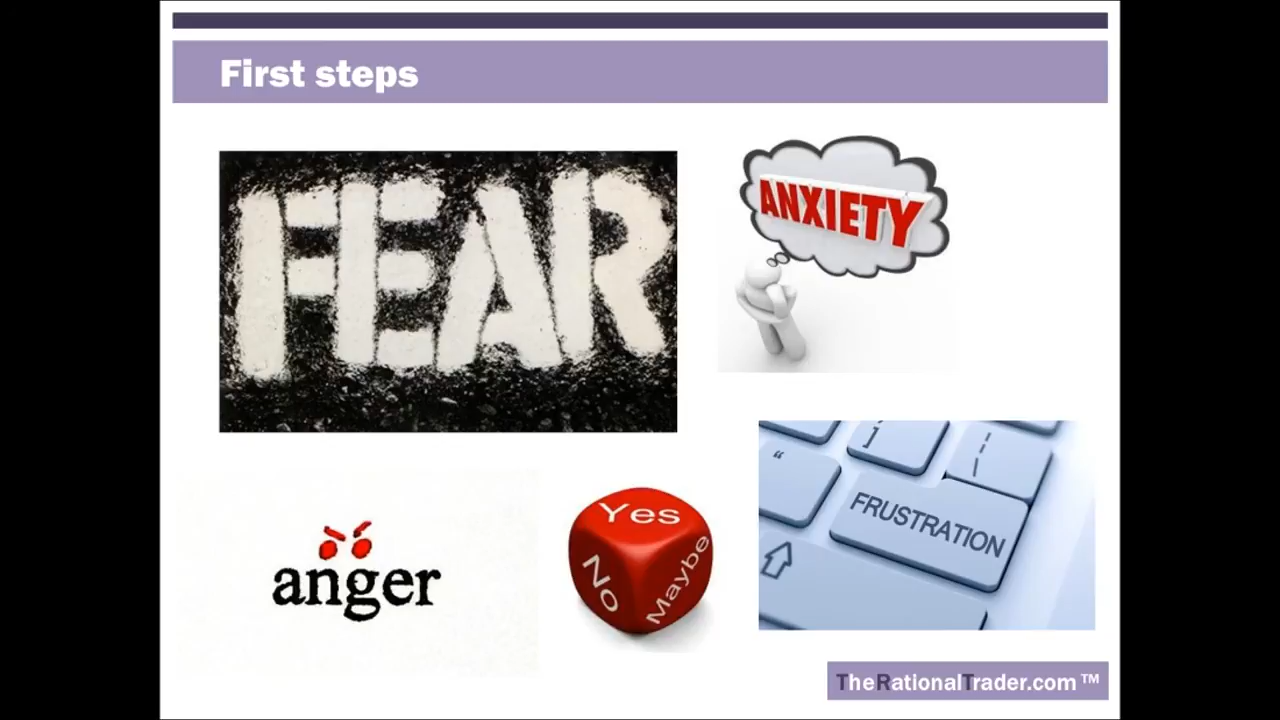 First steps
FEAR
ANXIETY
]
“
FRUSTRATION
anger
Yes
No
Maybe
TheRationalTrader.com™